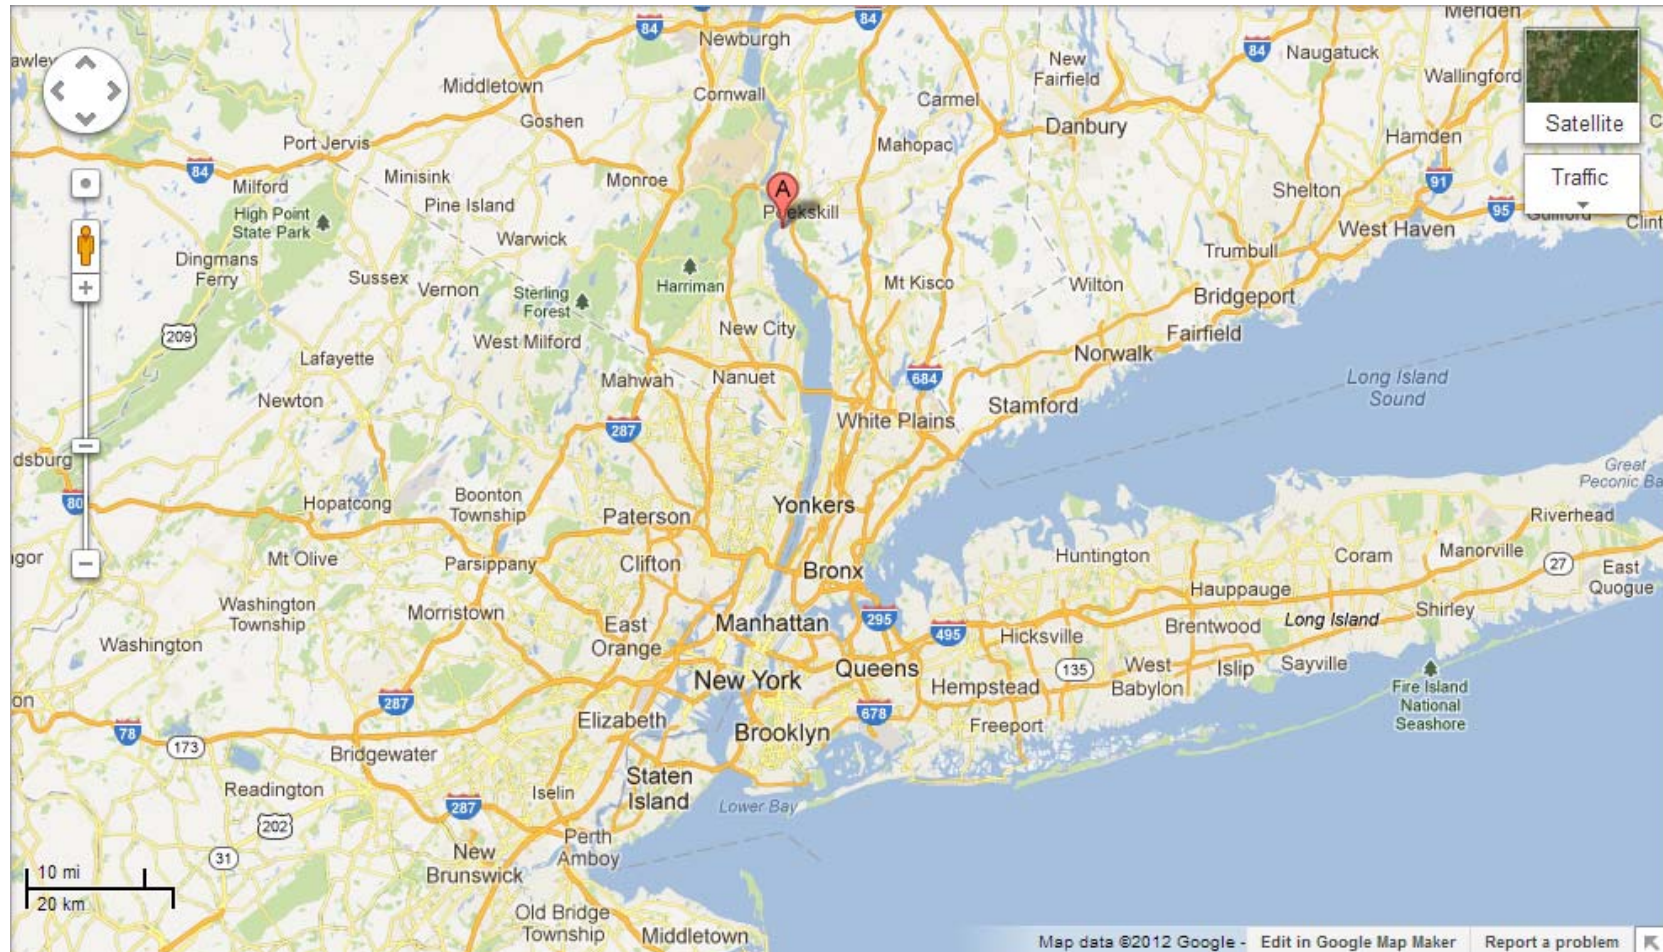 Meriden
84
84
Newburgh
84
Naugatuck
New
Fairfield
Wallingford
Middletown
Cornwall
Carmel
Satellite
Goshen
Danbury
Hamden
Port Jervis
Mahopac
84
Milford
Minisink
Monroe
A
Shelton
91
Traffic
High Point
State Park
Pine Island
Peekskill
95
Guilford
Clint
West Haven
Warwick
Trumbull
Dingmans
Ferry
Sussex
Vernon
Sterling
Forest
Harriman
Mt Kisco
Wilton
Bridgeport
209
West Milford
New City
Fairfield
Lafayette
Norwalk
Mahwah
Nanuet
684
Long Island
Sound
Newton
White Plains
Stamford
287
dsburg
Great
Peconic Ba
80
Hopatcong
Boonton
Township
Paterson
Yonkers
Riverhead
ngor
Mt Olive
Parsippany
Clifton
Bronx
Huntington
Coram
Manorville
27
East
Quogue
Hauppauge
Washington
Township
Morristown
East
Orange
Manhattan
295
495
Hicksville
Brentwood
Long Island
Shirley
Washington
Queens
135
West
Babylon
Islip
Sayville
New York
Hempstead
Fire Island
National
Seashore
on
287
78
173
Elizabeth
Brooklyn
678
Freeport
Bridgewater
Staten
Island
Readington
Iselin
287
Lower Bay
202
31
Perth
Amboy
New
Brunswick
10 mi
20 km
Old Bridge
Township
Middletown
Map data ©2012 Google - Edit in Google Map Maker Report a problem